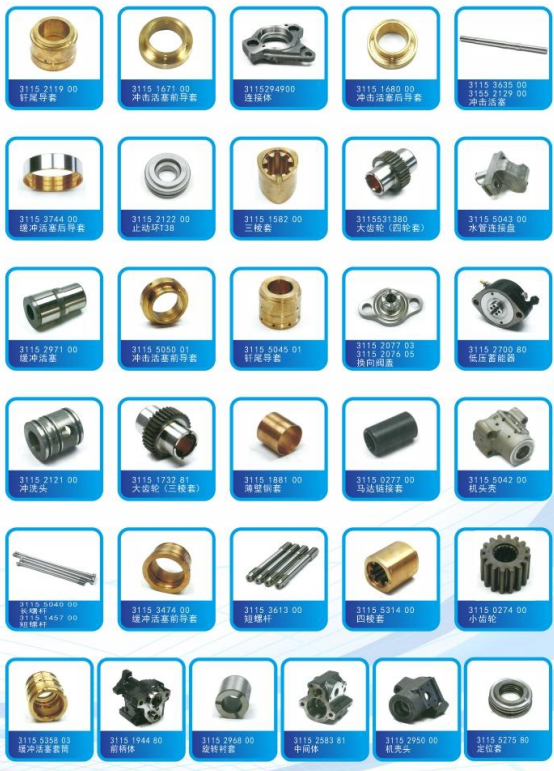 3115 2119 00
钎尾导套
3115 1671 00
冲击活塞前导套
3115294900
连接体
3115 1680 00
冲击活塞后导套
3115 3635 00
3155 2129 00
冲击活塞
3115 3744 00
缓冲活塞后导套
3115 2122 00
止动环T38
3115 1582 00
三棱套
3115531380
大齿轮（四轮套）
3115 5043 00
水管连接盘
3115 2971 00
缓冲活塞
3115 5050 01
冲击活塞前导套
3115 5045 01
钎尾导套
3115 2077 03
3115 2076 05
换向阀盖
3115 2700 80
低压蓄能器
3115 2121 00
冲洗头
3115 1732 81
大齿轮（三棱套）
3115 1881 00
薄壁铜套
3115 0277 00
马达链接套
3115 5042 00
机头壳
3115 5040 00
长螺杆
3115 1457 00
短螺杆
3115 3474 00
缓冲活塞前导套
3115 3613 00
短螺杆
3115 5314 00
四棱套
3115 0274 00
小齿轮
3115 5358 03
缓冲活塞套筒
3115 1944 80
前柄体
3115 2968 00
旋转衬套
3115 2583 81
中间体
3115 2950 00
机壳头
3115 5275 80
定位套